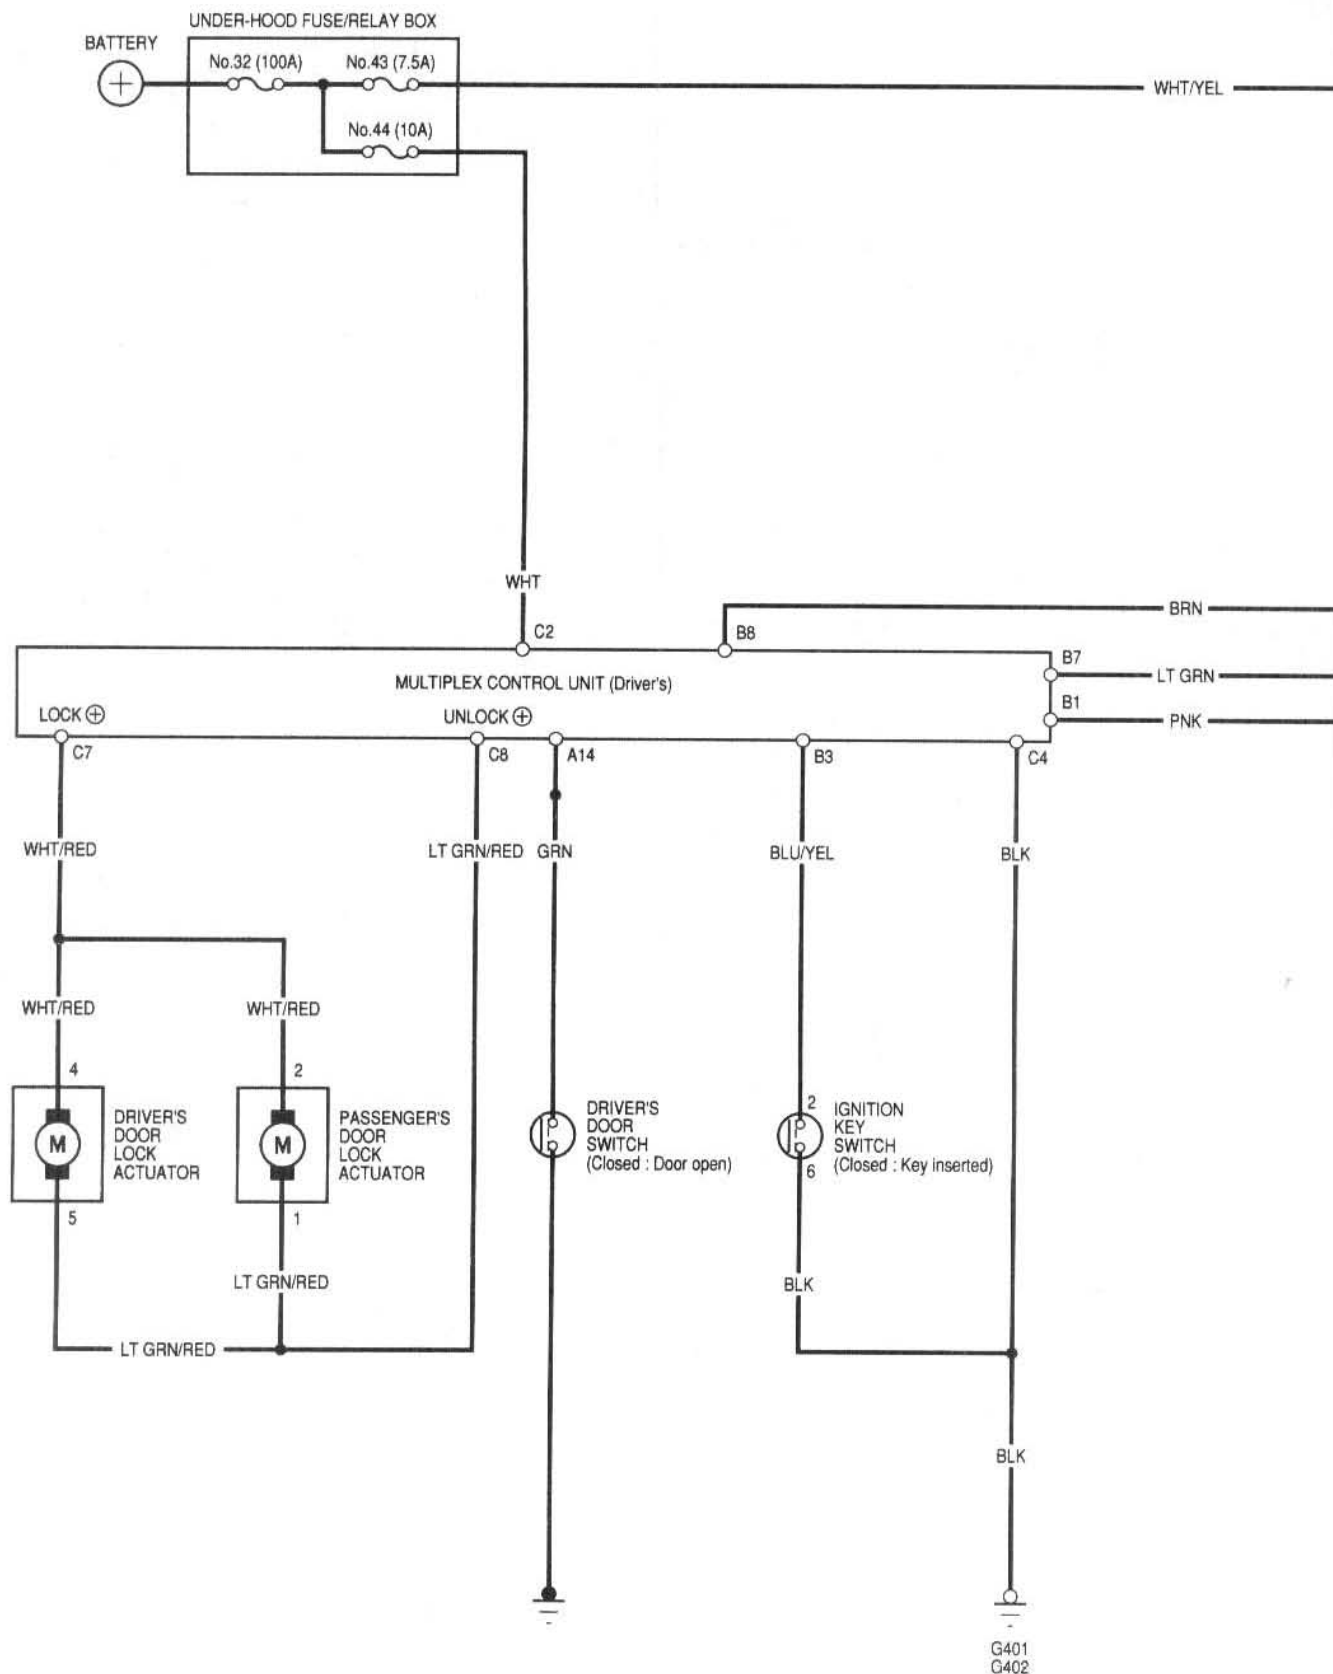 UNDER-HOOD FUSE/RELAY BOX
BATTERY
No.32 (100A)
No.43 (7.5A)
WHT/YEL
No.44 (10A)
WHT
BRN
C2
B8
B7
MULTIPLEX CONTROL UNIT (Driver's)
LT GRN
B1
LOCK +
UNLOCK +
PNK
C7
C8
A14
B3
C4
WHT/RED
LT GRN/RED
GRN
BLU/YEL
BLK
WHT/RED
WHT/RED
4
2
DRIVER'S
DOOR
LOCK
ACTUATOR
M
PASSENGER'S
DOOR
LOCK
ACTUATOR
M
DRIVER'S
DOOR
SWITCH
(Closed : Door open)
2
IGNITION
KEY
SWITCH
(Closed : Key inserted)
6
5
1
LT GRN/RED
BLK
LT GRN/RED
BLK
G401
G402